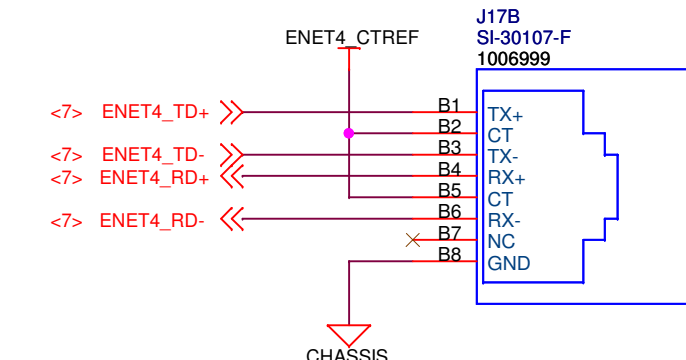 J17B
SI-30107-F
1006999
ENET4_CTREF
<7> ENET4_TD+ B1 TX+
B2 CT
<7> ENET4_TD- B3 TX-
<7> ENET4_RD+ B4 RX+
B5 CT
<7> ENET4_RD- B6 RX-
B7 NC
B8 GND
CHASSIS